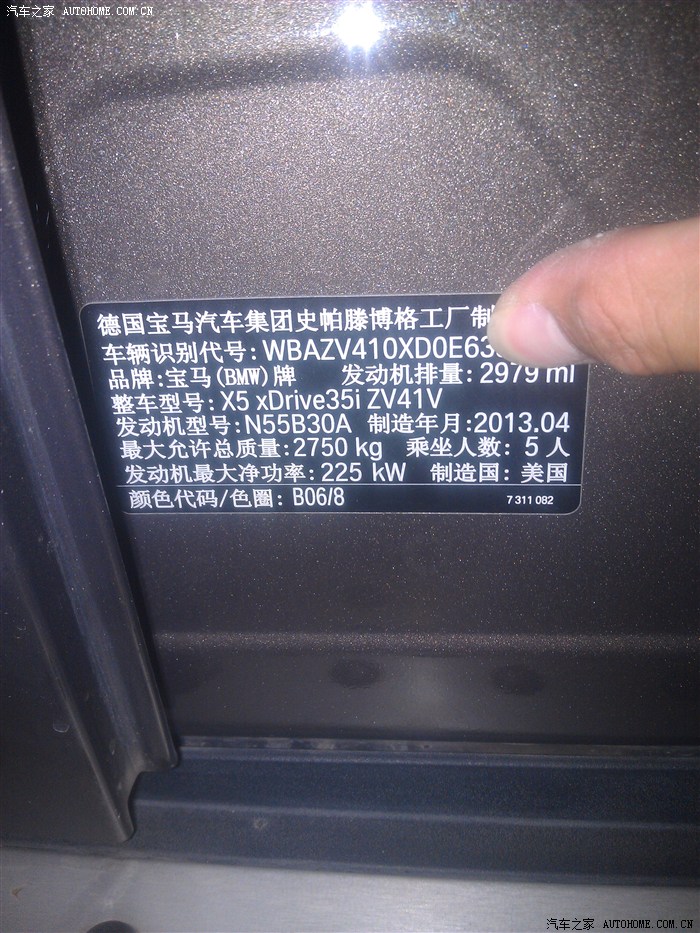 汽车之家 AUTOHOME.COM.CN
德国宝马汽车集团史帕滕博格工厂制
车辆识别代号: WBAZV410XD0E63
品牌:宝马(BMW)牌 发动机排量: 2979 ml
整车型号: X5 xDrive35i ZV41V
发动机型号: N55B30A 制造年月: 2013.04
最大允许总质量: 2750 kg 乘坐人数: 5 人
发动机最大净功率: 225 kW 制造国: 美国
颜色代码/色圈: B06/8 7 311 082
汽车之家 AUTOHOME.COM.CN